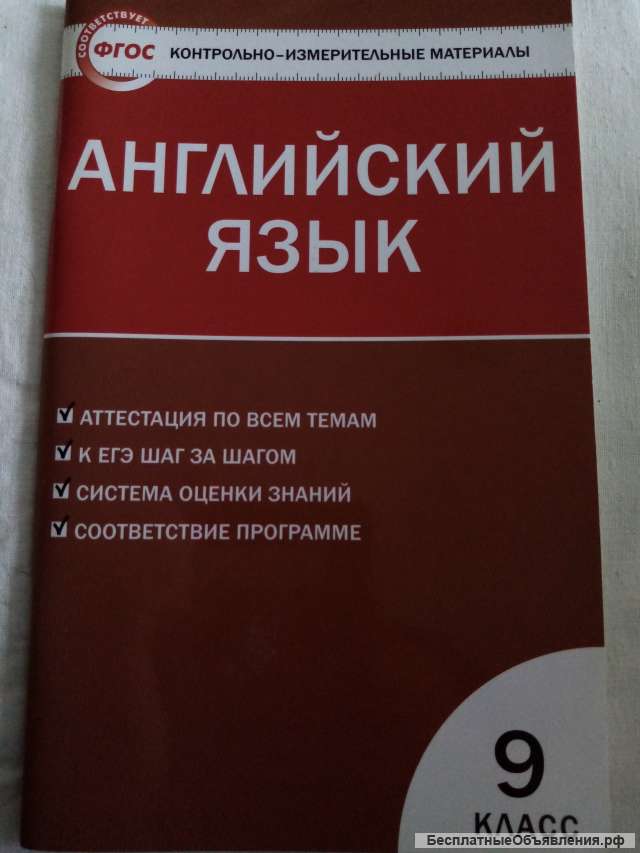 СООТВЕТСТВУЕТ
ФГОС
КОНТРОЛЬНО-ИЗМЕРИТЕЛЬНЫЕ МАТЕРИАЛЫ
АНГЛИЙСКИЙ
ЯЗЫК
АТТЕСТАЦИЯ ПО ВСЕМ ТЕМАМ
К ЕГЭ ШАГ ЗА ШАГОМ
СИСТЕМА ОЦЕНКИ ЗНАНИЙ
СООТВЕТСТВИЕ ПРОГРАММЕ
9
КЛАСС
БесплатныеОбъявления.рф